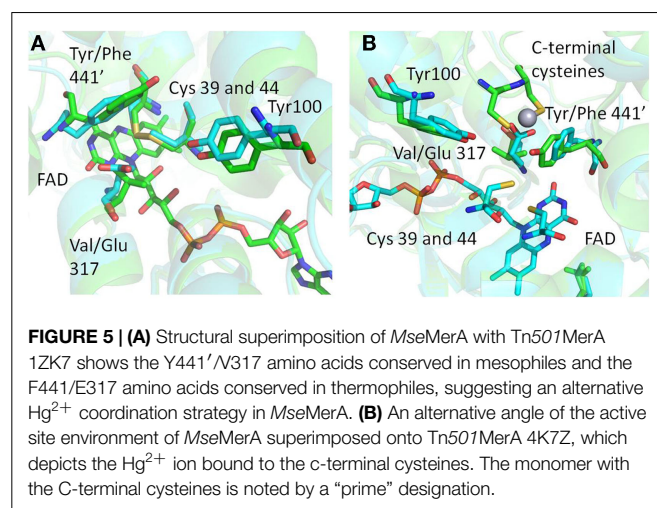 A
Tyr/Phe
441'
Cys 39 and 44
Tyr100
FAD
Val/Glu
317
B
C-terminal
cysteines
Tyr100
Tyr/Phe 441'
Val/Glu 317
Cys 39 and 44
FAD
FIGURE 5 | (A) Structural superimposition of MseMerA with Tn501MerA
1ZK7 shows the Y441′/V317 amino acids conserved in mesophiles and the
F441/E317 amino acids conserved in thermophiles, suggesting an alternative
Hg²⁺ coordination strategy in MseMerA. (B) An alternative angle of the active
site environment of MseMerA superimposed onto Tn501MerA 4K7Z, which
depicts the Hg²⁺ ion bound to the c-terminal cysteines. The monomer with
the C-terminal cysteines is noted by a “prime” designation.